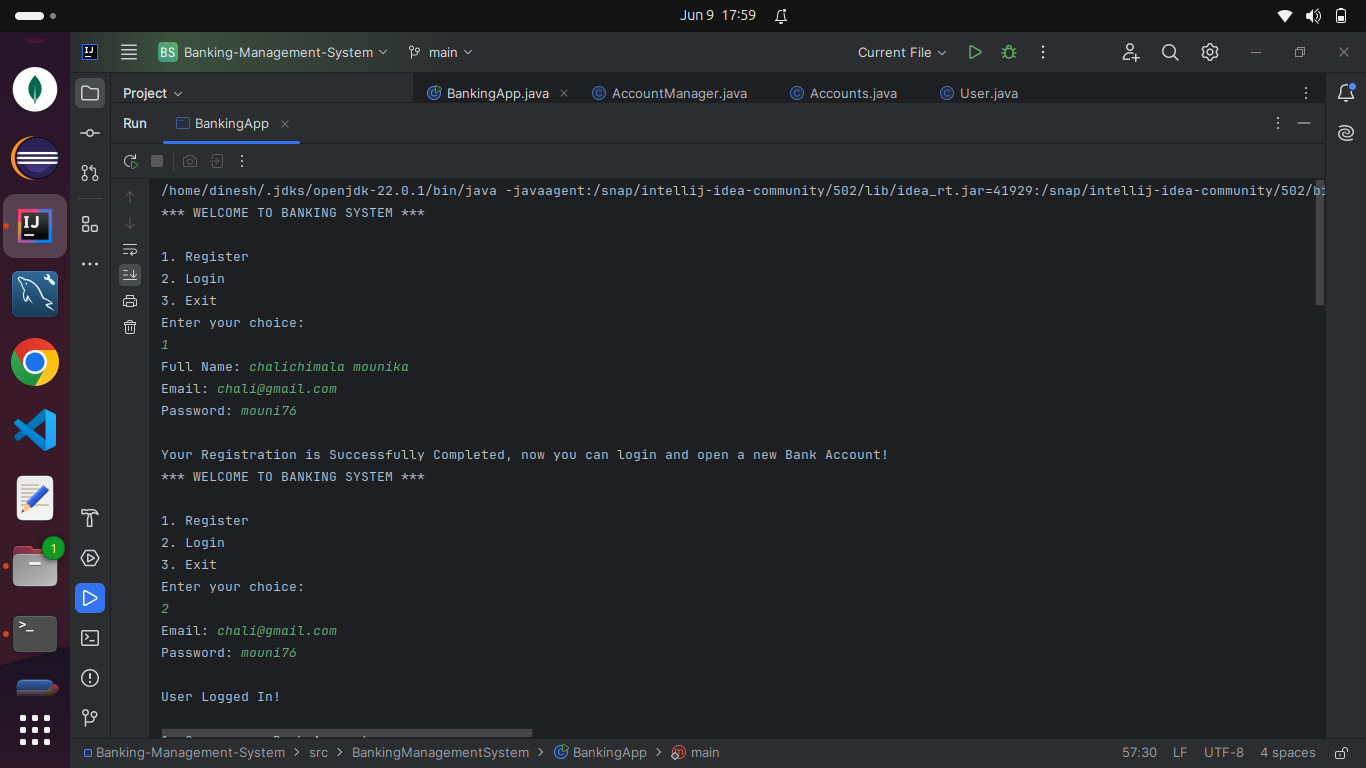 Jun 9 17:59
BS Banking-Management-System main Current File
Project BankingApp.java AccountManager.java Accounts.java User.java
Run BankingApp
/home/dinesh/.jdks/openjdk-22.0.1/bin/java -javaagent:/snap/intellij-idea-community/502/lib/idea_rt.jar=41929:/snap/intellij-idea-community/502/bi
*** WELCOME TO BANKING SYSTEM ***
1. Register
2. Login
3. Exit
Enter your choice:
1
Full Name: chalichimala mounika
Email: chali@gmail.com
Password: mouni76
Your Registration is Successfully Completed, now you can login and open a new Bank Account!
*** WELCOME TO BANKING SYSTEM ***
1. Register
2. Login
3. Exit
Enter your choice:
2
Email: chali@gmail.com
Password: mouni76
User Logged In!
IJ
1
Banking-Management-System > src > BankingManagementSystem > BankingApp > main 57:30 LF UTF-8 4 spaces